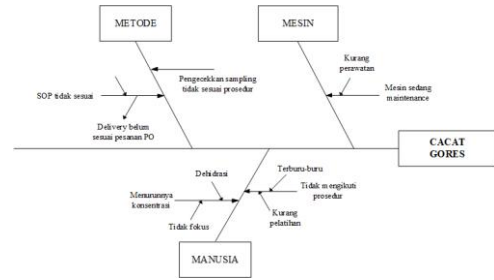 METODE
MESIN
Pengecekkan sampling
tidak sesuai prosedur
SOP tidak sesuai
Delivery belum
sesuai pesanan PO
Kurang
perawatan
Mesin sedang
maintenance
CACAT
GORES
Dehidrasi
Menurunnya
konsentrasi
Tidak fokus
Terburu-buru
Tidak mengikuti
prosedur
Kurang
pelatihan
MANUSIA